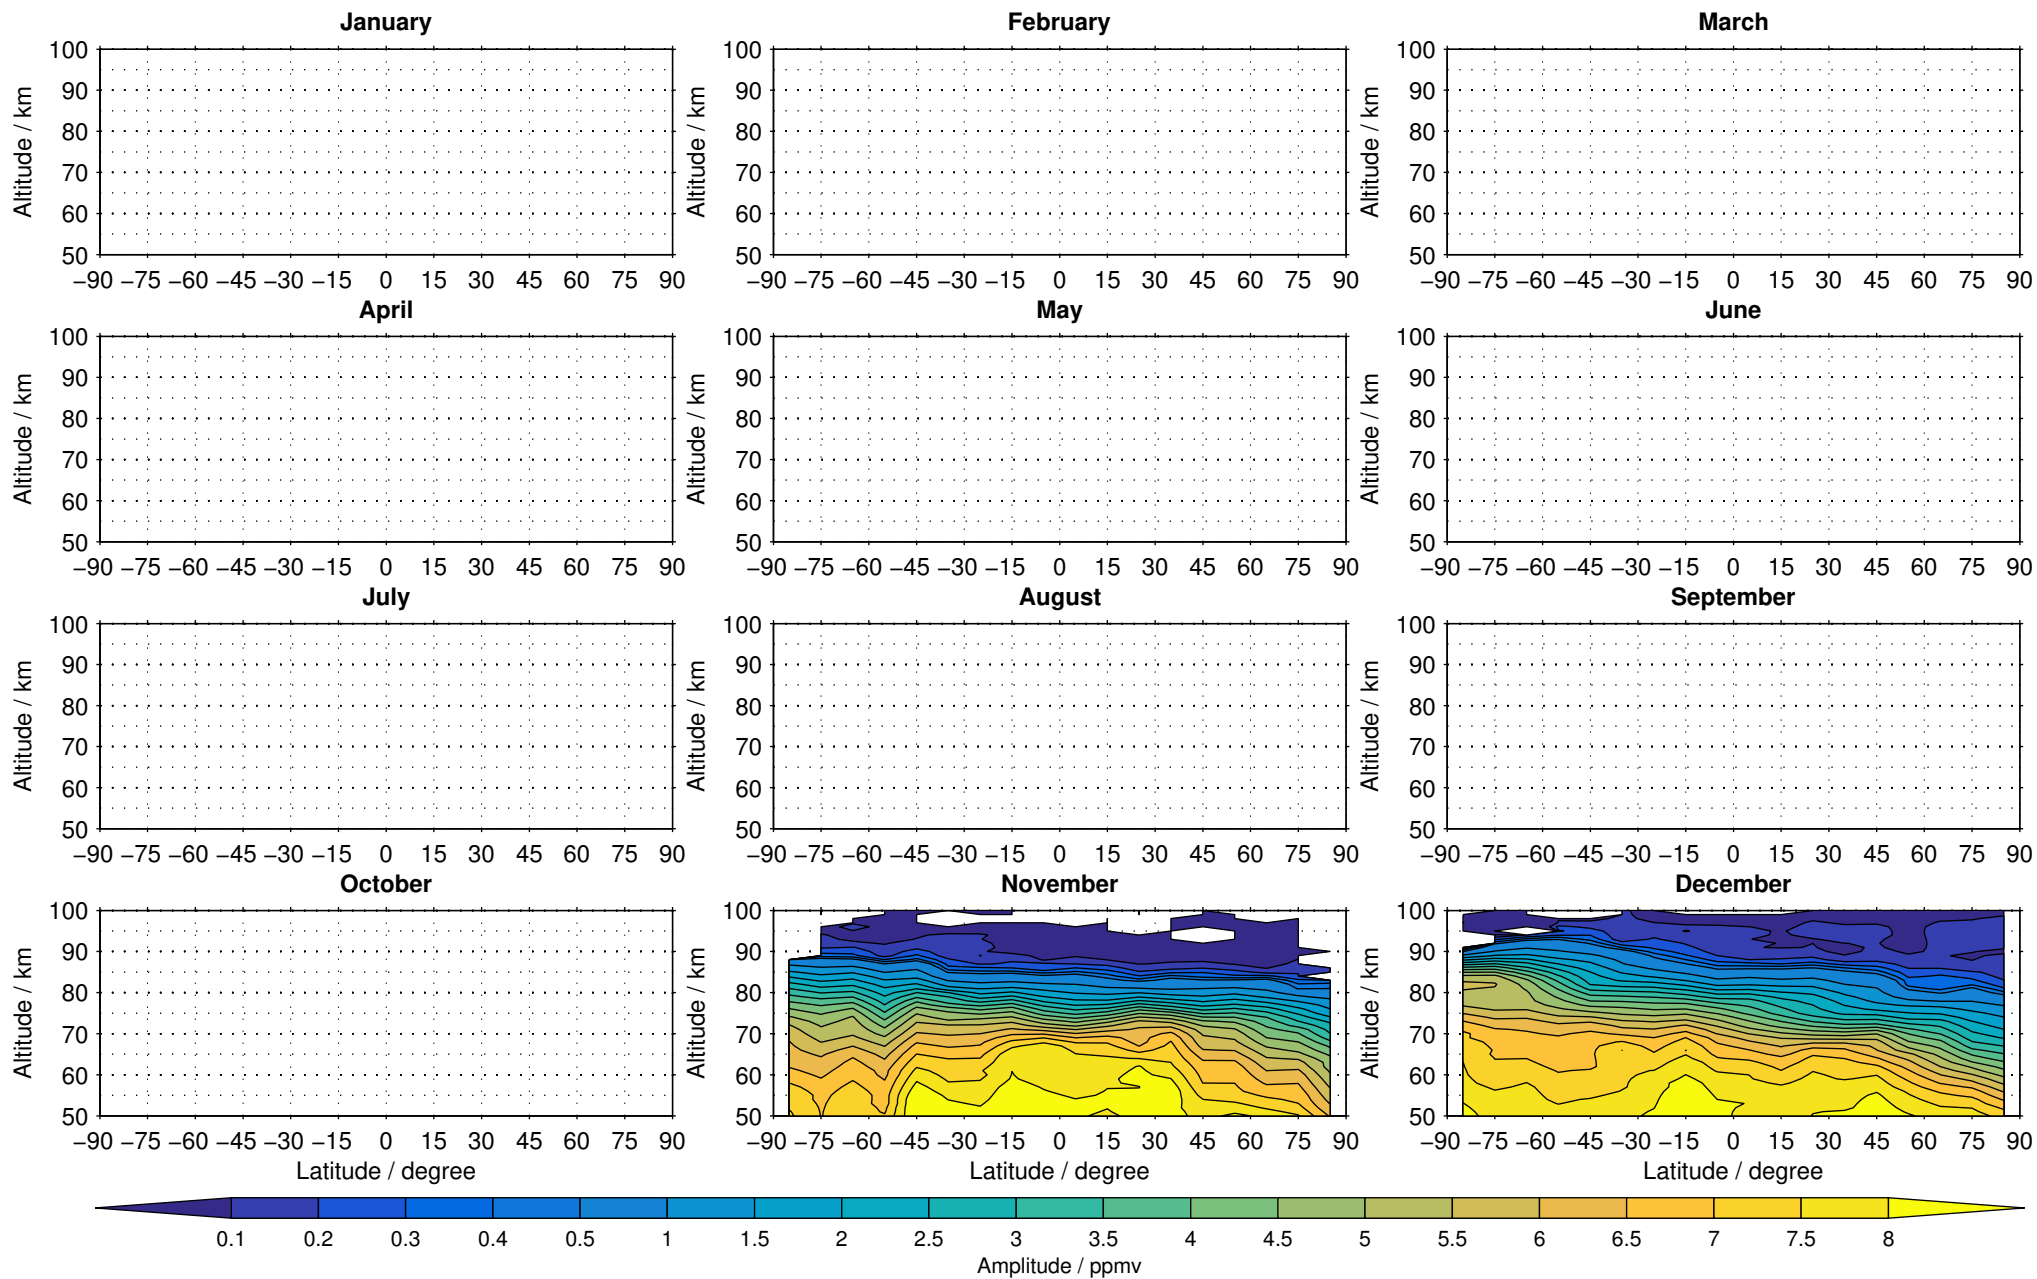 January February March
100 100 100
90 90 90
80 80 80
70 70 70
60 60 60
50 50 50
Altitude / km Altitude / km Altitude / km
−90 −75 −60 −45 −30 −15 0 15 30 45 60 75 90 −90 −75 −60 −45 −30 −15 0 15 30 45 60 75 90 −90 −75 −60 −45 −30 −15 0 15 30 45 60 75 90
April May June
100 100 100
90 90 90
80 80 80
70 70 70
60 60 60
50 50 50
Altitude / km Altitude / km Altitude / km
−90 −75 −60 −45 −30 −15 0 15 30 45 60 75 90 −90 −75 −60 −45 −30 −15 0 15 30 45 60 75 90 −90 −75 −60 −45 −30 −15 0 15 30 45 60 75 90
July August September
100 100 100
90 90 90
80 80 80
70 70 70
60 60 60
50 50 50
Altitude / km Altitude / km Altitude / km
−90 −75 −60 −45 −30 −15 0 15 30 45 60 75 90 −90 −75 −60 −45 −30 −15 0 15 30 45 60 75 90 −90 −75 −60 −45 −30 −15 0 15 30 45 60 75 90
October November December
100 100 100
90 90 90
80 80 80
70 70 70
60 60 60
50 50 50
Altitude / km Altitude / km Altitude / km
−90 −75 −60 −45 −30 −15 0 15 30 45 60 75 90 −90 −75 −60 −45 −30 −15 0 15 30 45 60 75 90 −90 −75 −60 −45 −30 −15 0 15 30 45 60 75 90
Latitude / degree Latitude / degree Latitude / degree
0.1 0.2 0.3 0.4 0.5 1 1.5 2 2.5 3 3.5 4 4.5 5 5.5 6 6.5 7 7.5 8
Amplitude / ppmv